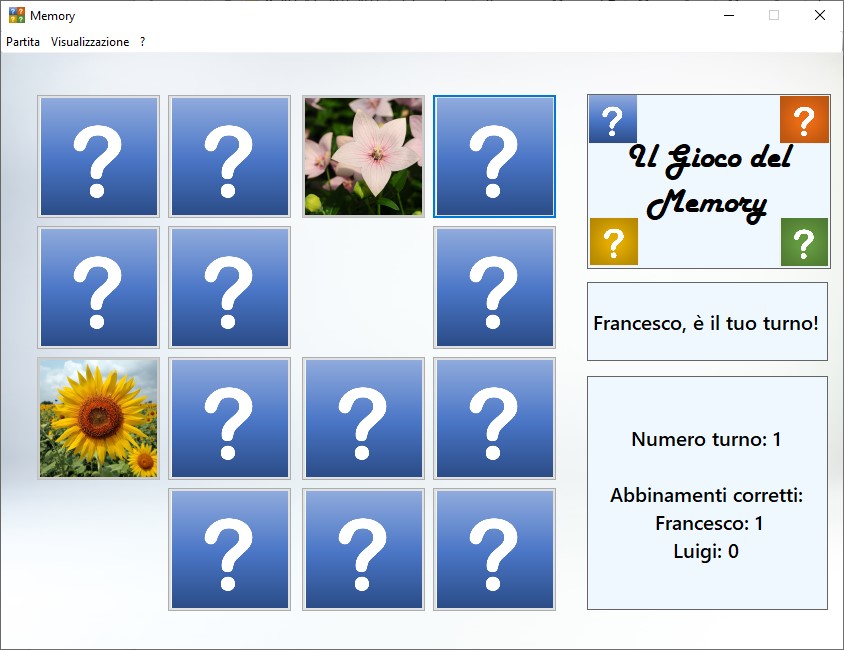 Memory
Partita Visualizzazione ?
? ? ?
? ? ?
? ? ?
? ? ?
? ?
Il Gioco del
Memory
? ?
Francesco, è il tuo turno!
Numero turno: 1
Abbinamenti corretti:
Francesco: 1
Luigi: 0